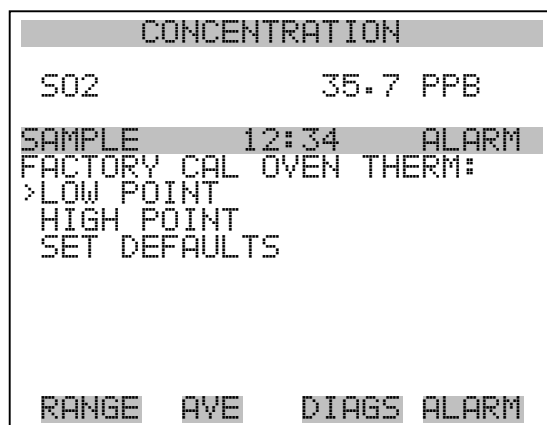 CONCENTRATION
SO2 35.7 PPB
SAMPLE 12:34 ALARM
FACTORY CAL OVEN THERM:
>LOW POINT
HIGH POINT
SET DEFAULTS
RANGE AVE DIAGS ALARM